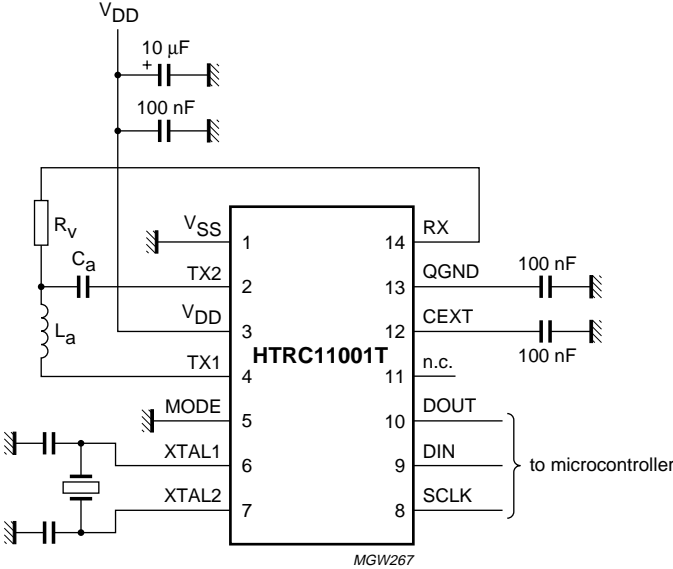 VDD
10 μF
+
100 nF
Rv
Ca
La
VSS
TX2
VDD
TX1
MODE
XTAL1
XTAL2
1
2
3
4
5
6
7
HTRC11001T
14
13
12
11
10
9
8
RX
QGND
CEXT
n.c.
DOUT
DIN
SCLK
100 nF
100 nF
to microcontroller
MGW267